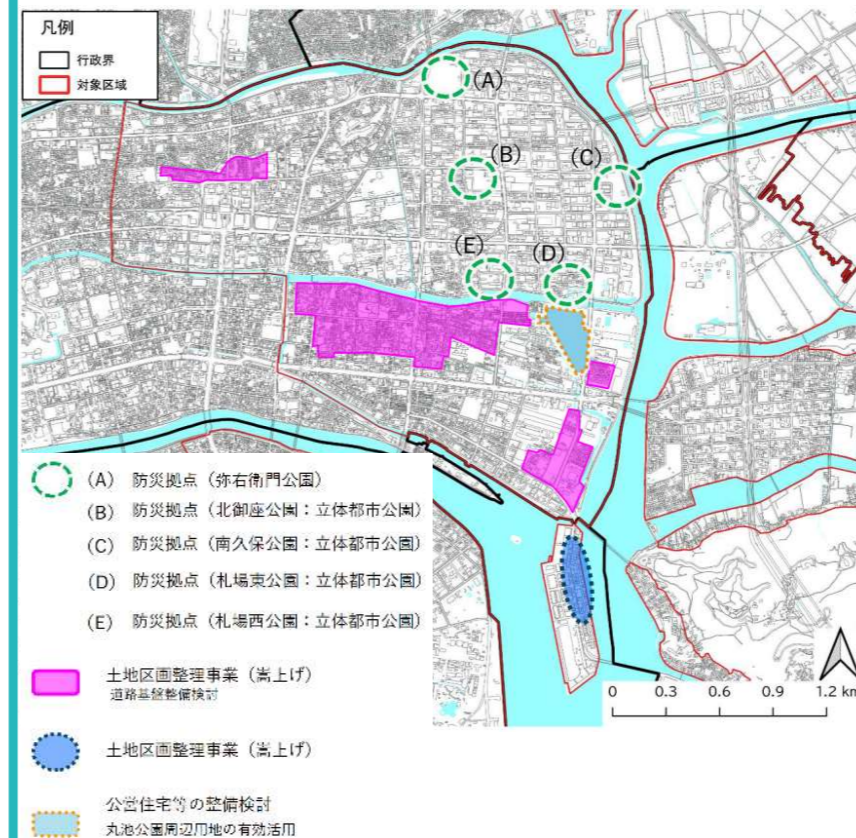 凡例
行政界
対象区域
(A)
(B)
(C)
(E)
(D)
(A) 防災拠点（弥右衛門公園）
(B) 防災拠点（北御座公園：立体都市公園）
(C) 防災拠点（南久保公園：立体都市公園）
(D) 防災拠点（札場東公園：立体都市公園）
(E) 防災拠点（札場西公園：立体都市公園）
土地区画整理事業（嵩上げ）
道路基盤整備検討
土地区画整理事業（嵩上げ）
公営住宅等の整備検討
丸池公園周辺用地の有効活用
0 0.3 0.6 0.9 1.2 km